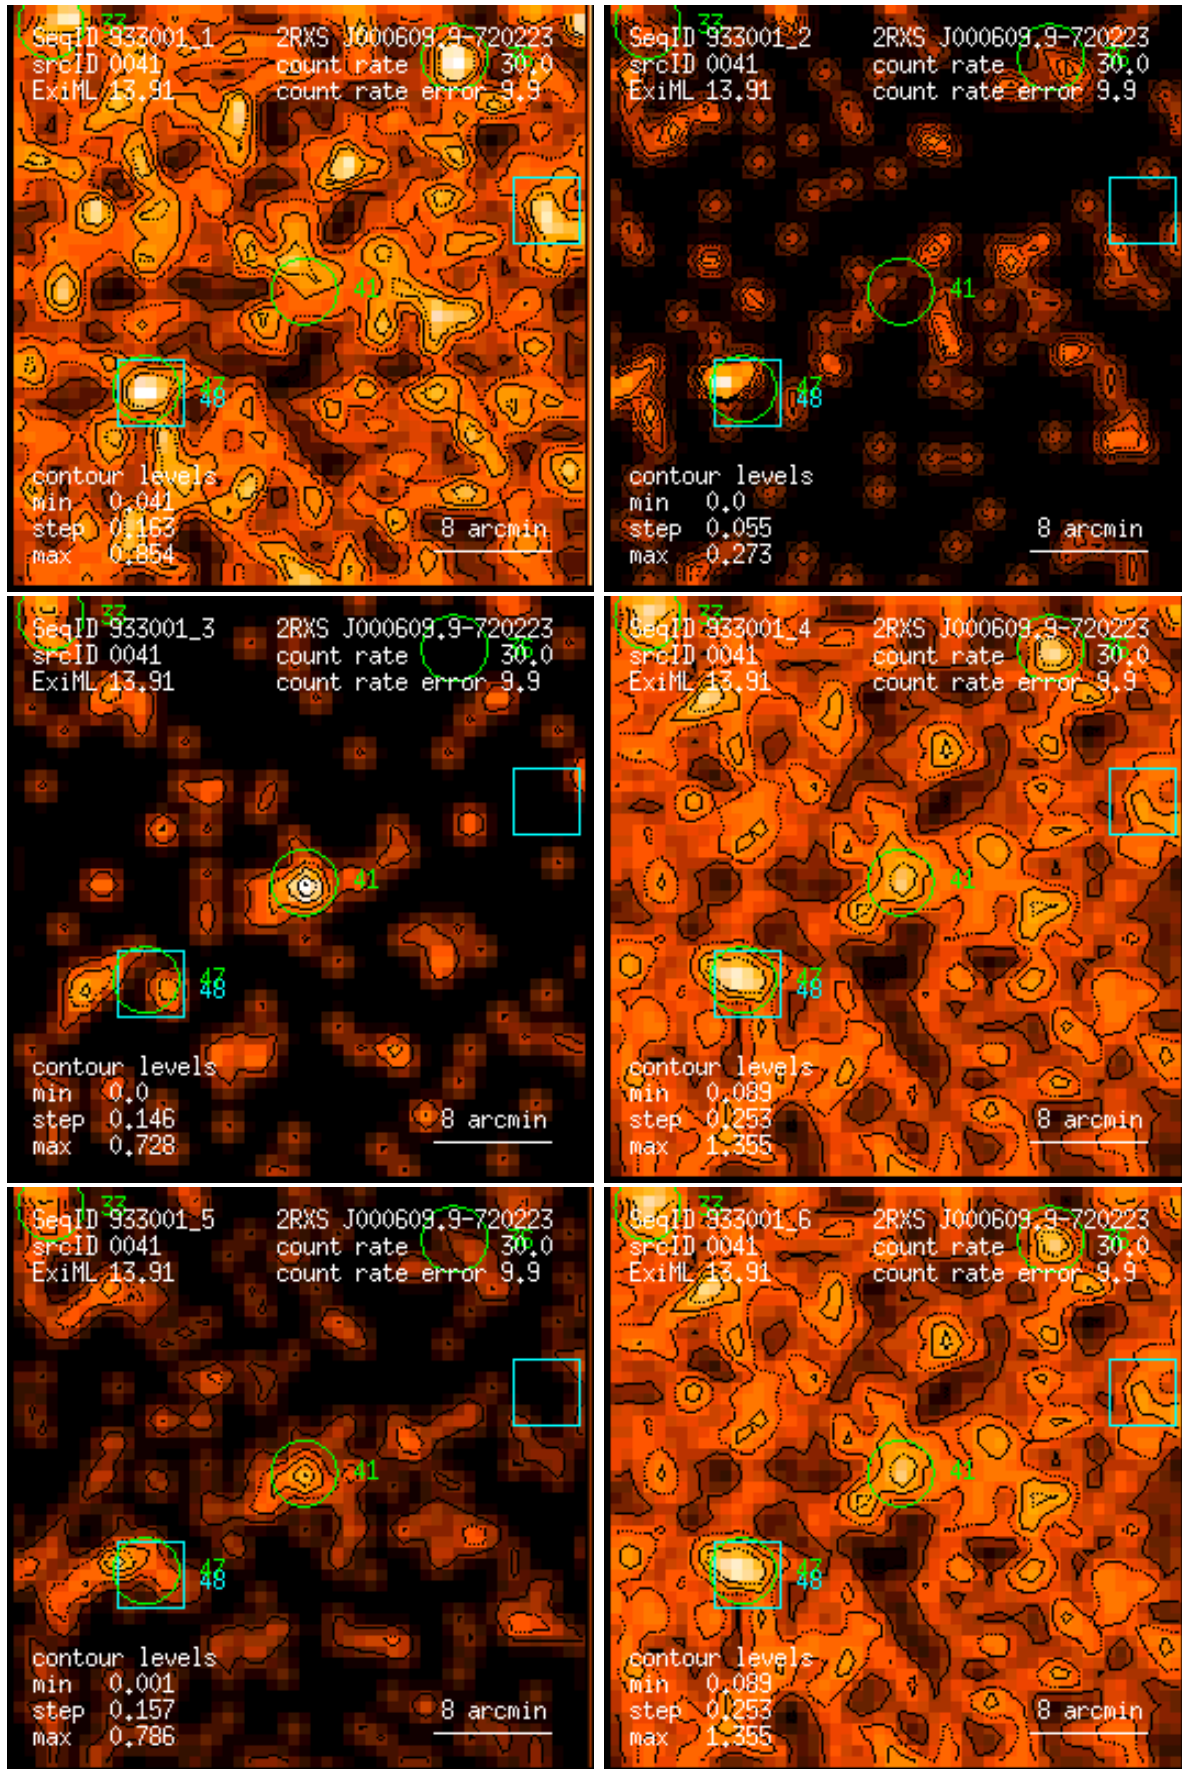 33
SeqID 933001_1 2RXS J000609.9-720223
srcID 0041 count rate 30.0
ExiML 13.91 count rate error 9.9
41
47
48
contour levels
min 0.041
step 0.163 8 arcmin
max 0.854
33
SeqID 933001_2 2RXS J000609.9-720223
srcID 0041 count rate 30.0
ExiML 13.91 count rate error 9.9
41
47
48
contour levels
min 0.0
step 0.055 8 arcmin
max 0.273
33
SeqID 933001_3 2RXS J000609.9-720223
srcID 0041 count rate 30.0
ExiML 13.91 count rate error 9.9
41
47
48
contour levels
min 0.0
step 0.146 8 arcmin
max 0.728
33
SeqID 933001_4 2RXS J000609.9-720223
srcID 0041 count rate 30.0
ExiML 13.91 count rate error 9.9
41
47
48
contour levels
min 0.089
step 0.253 8 arcmin
max 1.355
33
SeqID 933001_5 2RXS J000609.9-720223
srcID 0041 count rate 30.0
ExiML 13.91 count rate error 9.9
41
47
48
contour levels
min 0.001
step 0.157 8 arcmin
max 0.786
33
SeqID 933001_6 2RXS J000609.9-720223
srcID 0041 count rate 30.0
ExiML 13.91 count rate error 9.9
41
47
48
contour levels
min 0.089
step 0.253 8 arcmin
max 1.355